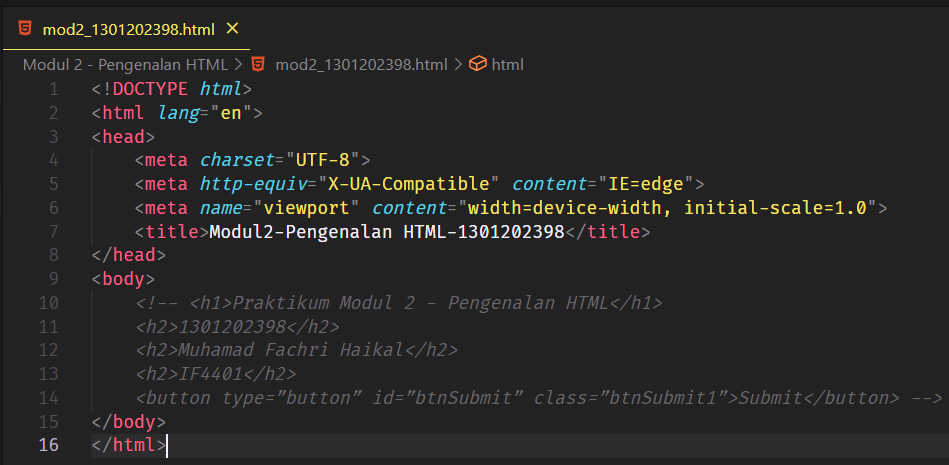 mod2_1301202398.html ×
Modul 2 - Pengenalan HTML > mod2_1301202398.html > html
1 <!DOCTYPE html>
2 <html lang="en">
3 <head>
4     <meta charset="UTF-8">
5     <meta http-equiv="X-UA-Compatible" content="IE=edge">
6     <meta name="viewport" content="width=device-width, initial-scale=1.0">
7     <title>Modul2-Pengenalan HTML-1301202398</title>
8 </head>
9 <body>
10     <!-- <h1>Praktikum Modul 2 – Pengenalan HTML</h1>
11     <h2>1301202398</h2>
12     <h2>Muhamad Fachri Haikal</h2>
13     <h2>IF4401</h2>
14     <button type=”button” id=”btnSubmit” class=”btnSubmit1”>Submit</button> -->
15 </body>
16 </html>